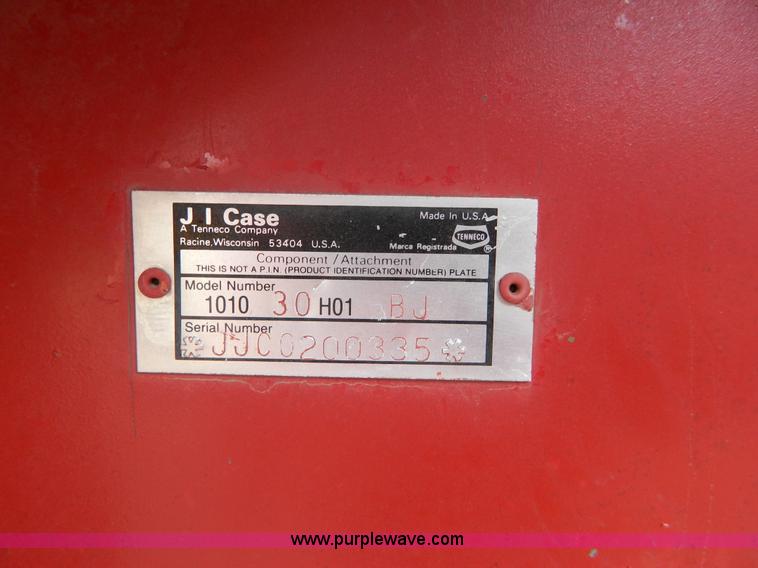 J I Case
A Tenneco Company
Racine, Wisconsin 53404 U.S.A.
Made In U.S.A.
TENNECO
®
Marca Registrada
Component / Attachment
THIS IS NOT A P.I.N. (PRODUCT IDENTIFICATION NUMBER) PLATE
Model Number
1010 30 H01 BJ
Serial Number
*JJC0200335*
www.purplewave.com